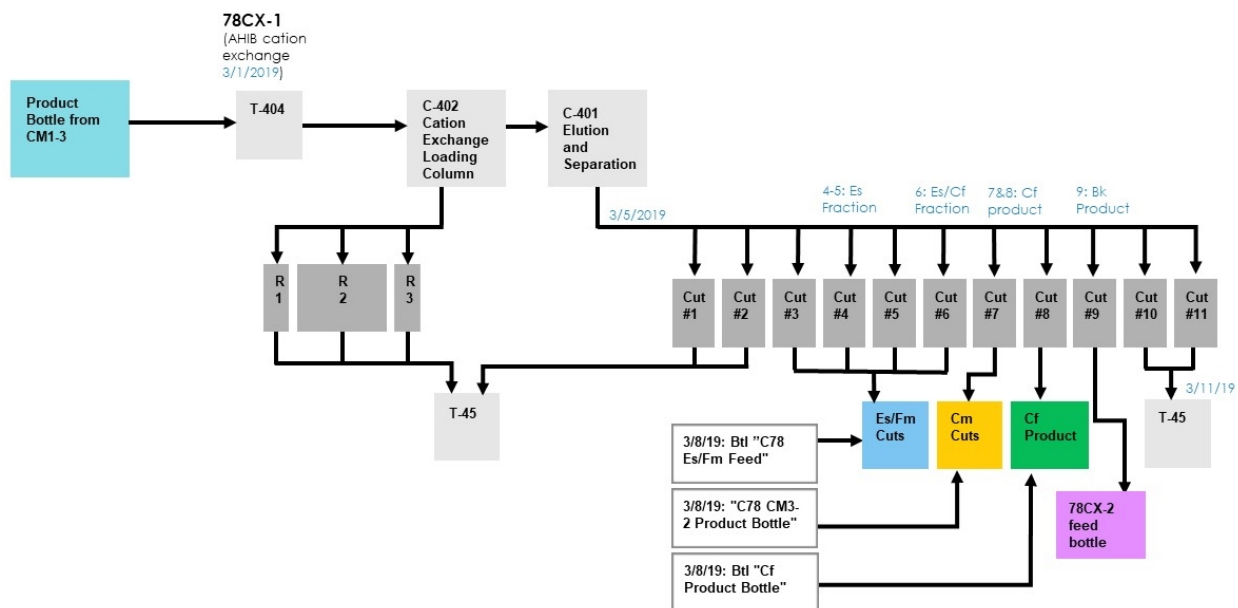 78CX-1
(AHIB cation
exchange
3/1/2019)
Product
Bottle from
CM1-3
T-404
C-402
Cation
Exchange
Loading
Column
C-401
Elution
and
Separation
3/5/2019
4-5: Es
Fraction
6: Es/Cf
Fraction
7&8: Cf
product
9: Bk
Product
R
1
R
2
R
3
Cut
#1
Cut
#2
Cut
#3
Cut
#4
Cut
#5
Cut
#6
Cut
#7
Cut
#8
Cut
#9
Cut
#10
Cut
#11
T-45
Es/Fm
Cuts
Cm
Cuts
Cf
Product
3/11/19
T-45
3/8/19: Btl "C78
Es/Fm Feed"
3/8/19: "C78 CM3-
2 Product Bottle"
3/8/19: Btl "Cf
Product Bottle"
78CX-2
feed
bottle